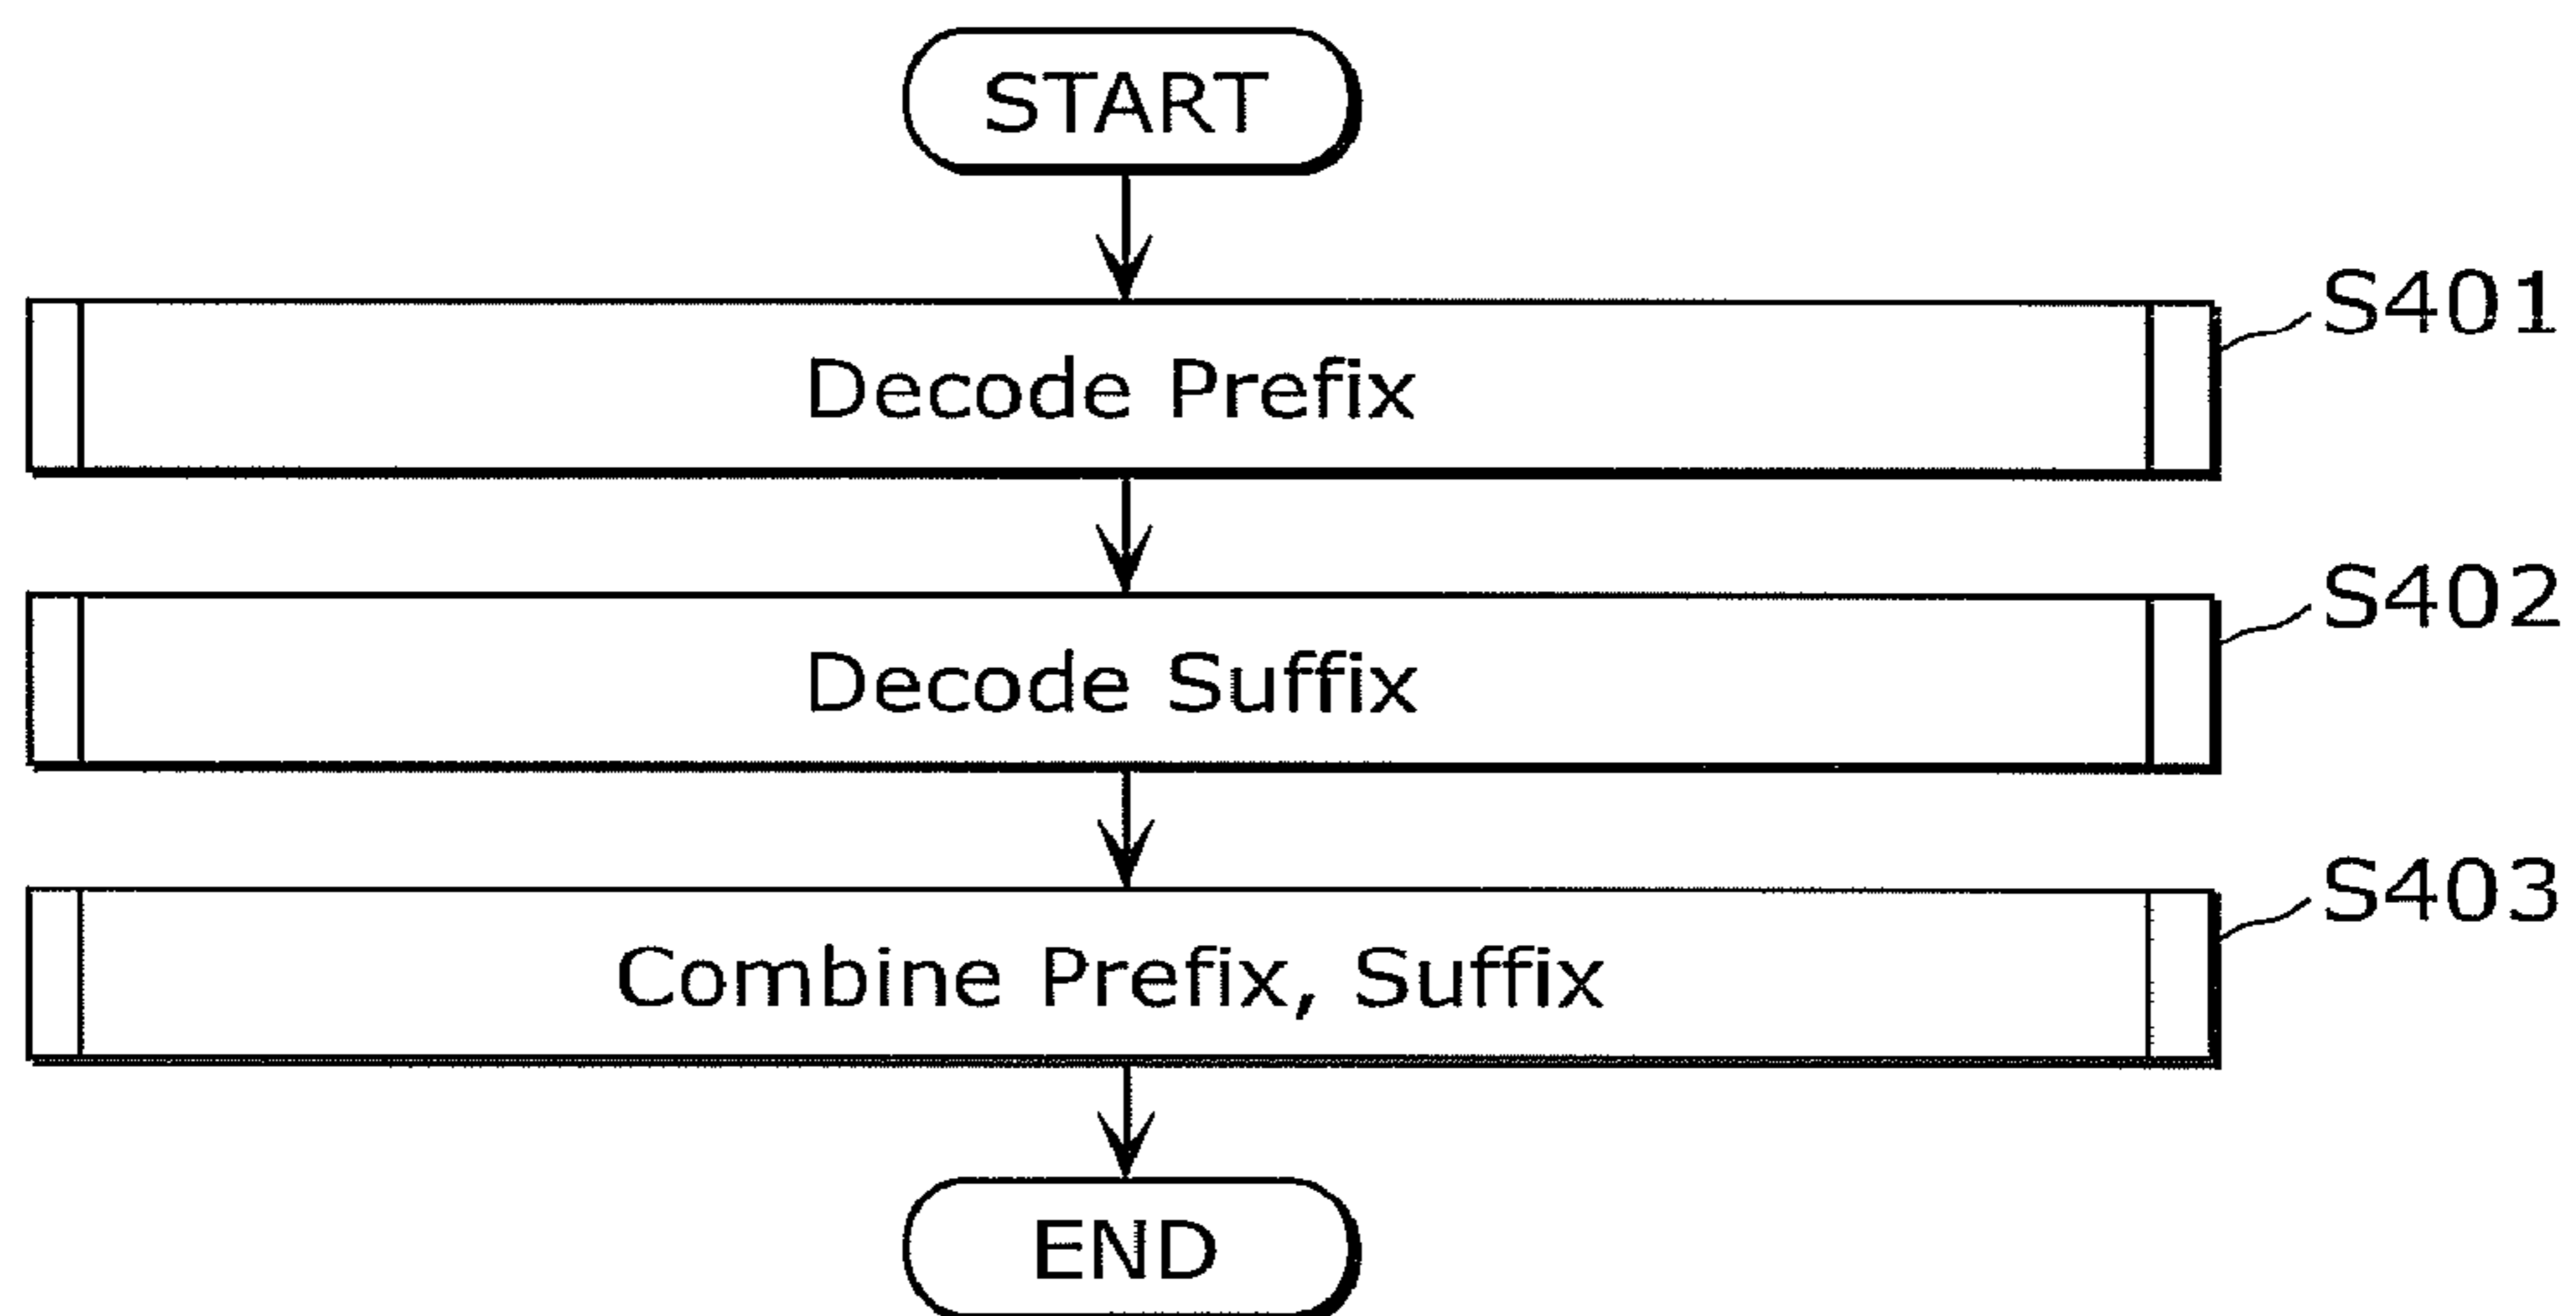 START
Decode Prefix
S401
Decode Suffix
S402
Combine Prefix, Suffix
S403
END